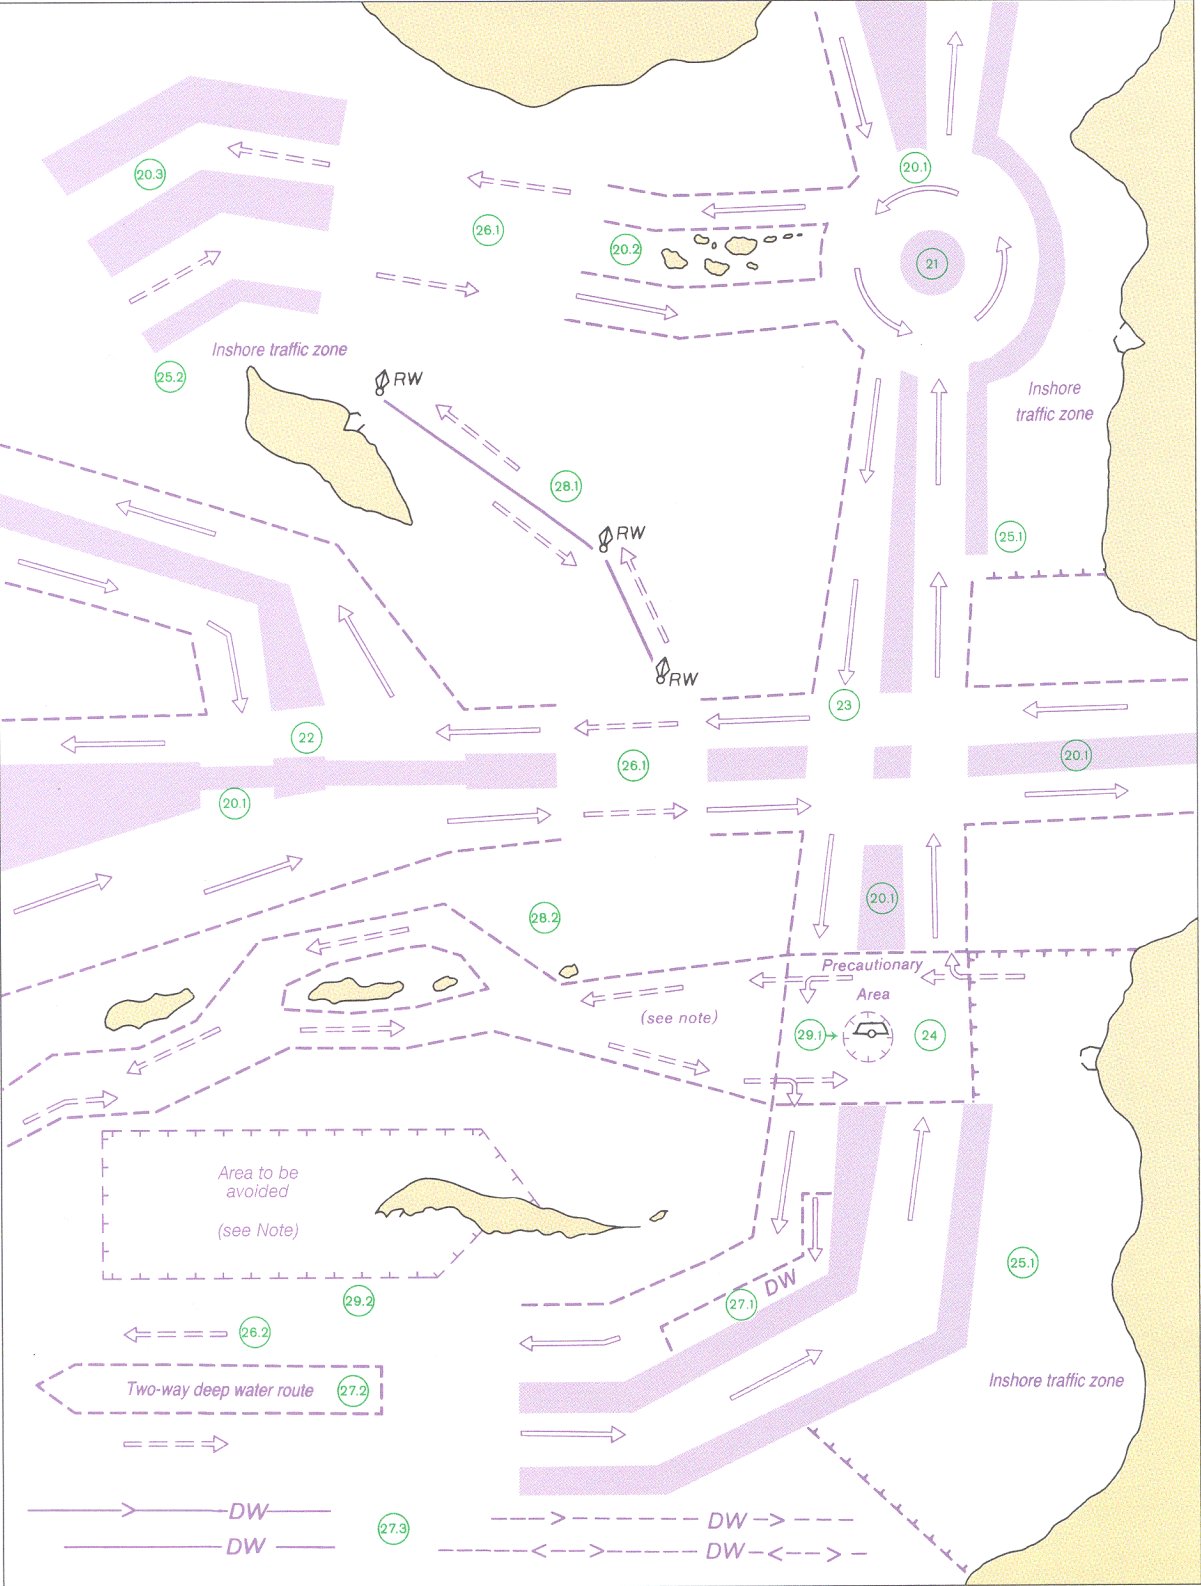 20.1
20.3
26.1
20.2
21
Inshore traffic zone
25.2
RW
Inshore
traffic zone
28.1
RW
25.1
RW
23
22
26.1
20.1
20.1
20.1
28.2
Precautionary
Area
(see note)
29.1
24
Area to be
avoided
(see Note)
25.1
DW
27.1
29.2
26.2
Two-way deep water route
27.2
Inshore traffic zone
DW
DW
27.3
DW
DW